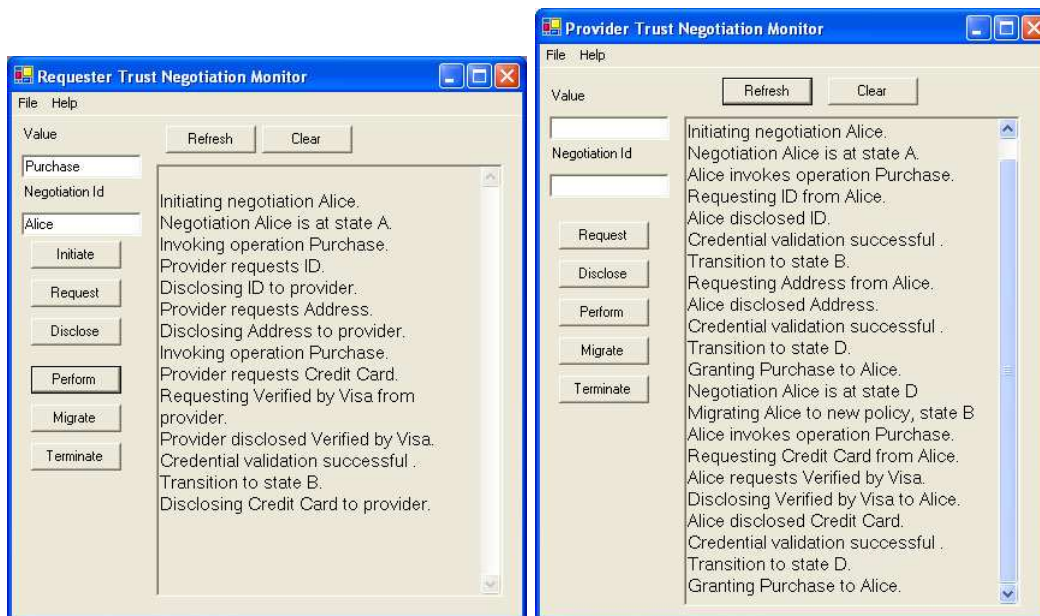 Requester Trust Negotiation Monitor
File Help
Value
Refresh Clear
Purchase
Negotiation Id
Alice
Initiate
Request
Disclose
Perform
Migrate
Terminate
Initiating negotiation Alice.
Negotiation Alice is at state A.
Invoking operation Purchase.
Provider requests ID.
Disclosing ID to provider.
Provider requests Address.
Disclosing Address to provider.
Invoking operation Purchase.
Provider requests Credit Card.
Requesting Verified by Visa from
provider.
Provider disclosed Verified by Visa.
Credential validation successful .
Transition to state B.
Disclosing Credit Card to provider.
Provider Trust Negotiation Monitor
File Help
Value
Refresh Clear
Negotiation Id
Request
Disclose
Perform
Migrate
Terminate
Initiating negotiation Alice.
Negotiation Alice is at state A.
Alice invokes operation Purchase.
Requesting ID from Alice.
Alice disclosed ID.
Credential validation successful .
Transition to state B.
Requesting Address from Alice.
Alice disclosed Address.
Credential validation successful .
Transition to state D.
Granting Purchase to Alice.
Negotiation Alice is at state D
Migrating Alice to new policy, state B
Alice invokes operation Purchase.
Requesting Credit Card from Alice.
Alice requests Verified by Visa.
Disclosing Verified by Visa to Alice.
Alice disclosed Credit Card.
Credential validation successful .
Transition to state D.
Granting Purchase to Alice.